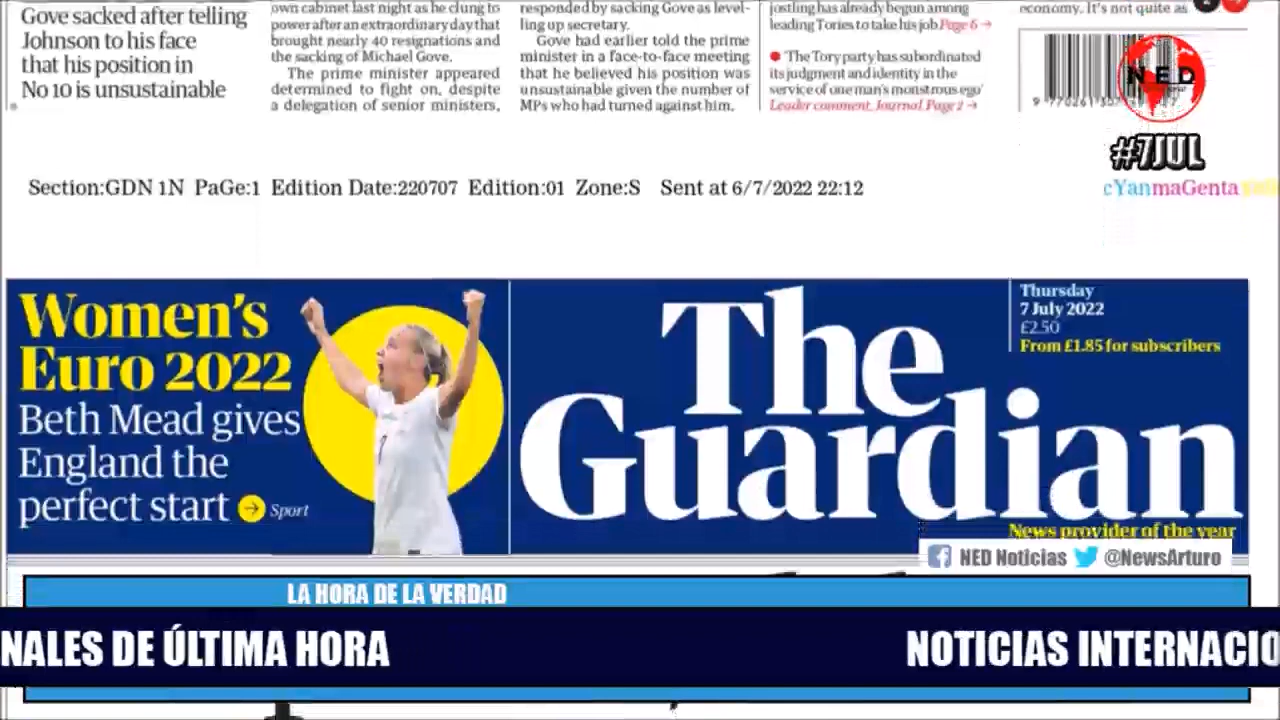 Gove sacked after telling
Johnson to his face
that his position in
No 10 is unsustainable
own cabinet last night as he clung to
power after an extraordinary day that
brought nearly 40 resignations and
the sacking of Michael Gove.
The prime minister appeared
determined to fight on, despite
a delegation of senior ministers,
responded by sacking Gove as level-
ling up secretary.
Gove had earlier told the prime
minister in a face-to-face meeting
that he believed his position was
unsustainable given the number of
MPs who had turned against him.
jostling has already begun among
leading Tories to take his job Page 6 →
● 'The Tory party has subordinated
its judgment and identity in the
service of one man's monstrous ego'
Leader comment, Journal Page 2 →
economy. It's not quite as
NED
#7JUL
Section:GDN 1N PaGe:1 Edition Date:220707 Edition:01 Zone:S Sent at 6/7/2022 22:12
cYanmaGenta
Women's
Euro 2022
Beth Mead gives
England the
perfect start
Sport
The
Guardian
Thursday
7 July 2022
£2.50
From £1.85 for subscribers
News provider of the year
NED Noticias @NewsArturo
LA HORA DE LA VERDAD
NALES DE ÚLTIMA HORA
NOTICIAS INTERNACIO